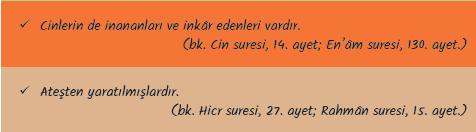 ✓ Cinlerin de inananları ve inkâr edenleri vardır.
(bk. Cin suresi, 14. ayet; En'âm suresi, 130. ayet.)
✓ Ateşten yaratılmışlardır.
(bk. Hicr suresi, 27. ayet; Rahmân suresi, 15. ayet.)